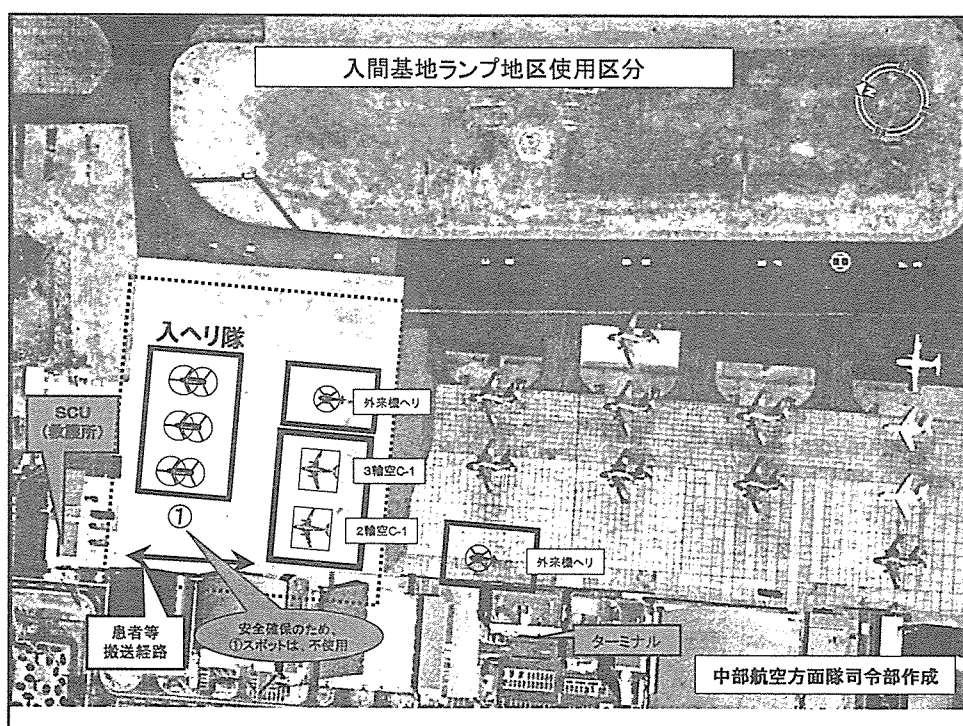 入間基地ランプ地区使用区分
N
入ヘリ隊
SCU
(救護所)
外来機ヘリ
3輸空C-1
①
2輸空C-1
外来機ヘリ
患者等
搬送経路
安全確保のため、
①スポットは、不使用
ターミナル
中部航空方面隊司令部作成